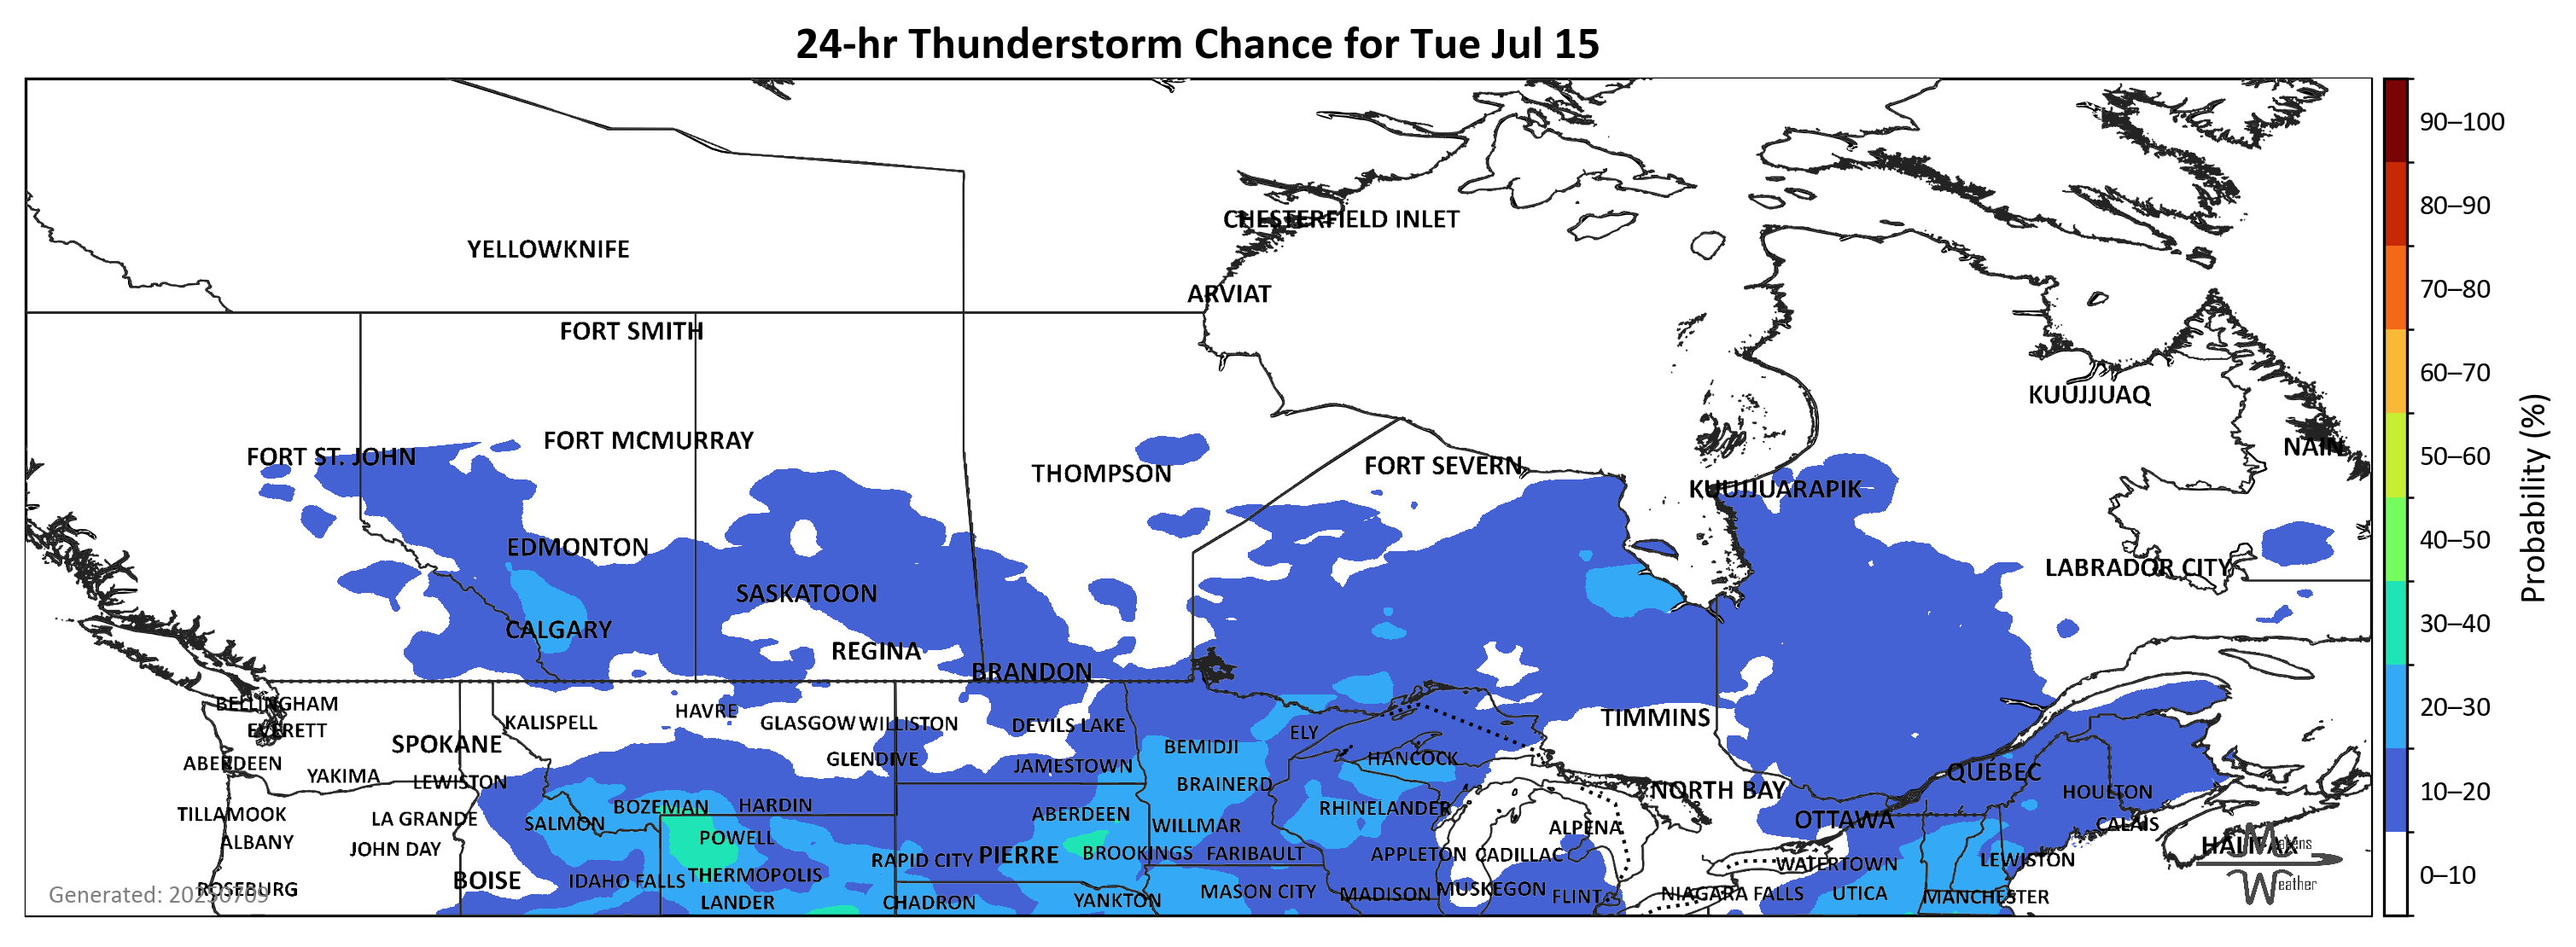 24-hr Thunderstorm Chance for Tue Jul 15
90–100
80–90
CHESTERFIELD INLET
70–80
YELLOWKNIFE
ARVIAT
FORT SMITH
60–70
KUUJJUAQ
50–60
FORT MCMURRAY
NAIN
FORT ST. JOHN
FORT SEVERN
THOMPSON
KUUJJUARAPIK
Probability (%)
40–50
EDMONTON
LABRADOR CITY
SASKATOON
30–40
CALGARY
REGINA
BRANDON
BELLINGHAM
20–30
HAVRE
TIMMINS
KALISPELL
GLASGOW
WILLISTON
DEVILS LAKE
EVERETT
ELY
SPOKANE
BEMIDJI
GLENDIVE
HANCOCK
ABERDEEN
JAMESTOWN
QUÉBEC
YAKIMA
LEWISTON
BRAINERD
NORTH BAY
HOULTON
10–20
BOZEMAN
HARDIN
RHINELANDER
TILLAMOOK
LA GRANDE
ABERDEEN
SALMON
WILLMAR
OTTAWA
CALAIS
ALPENA
ALBANY
POWELL
JOHN DAY
HALIFAX
BROOKINGS
FARIBAULT
APPLETON
CADILLAC
PIERRE
RAPID CITY
WATERTOWN
LEWISTON
0–10
BOISE
IDAHO FALLS
THERMOPOLIS
ROSEBURG
Generated: 20250709
MASON CITY
MADISON
MUSKEGON
FLINT
NIAGARA FALLS
UTICA
MANCHESTER
LANDER
CHADRON
YANKTON
Weather